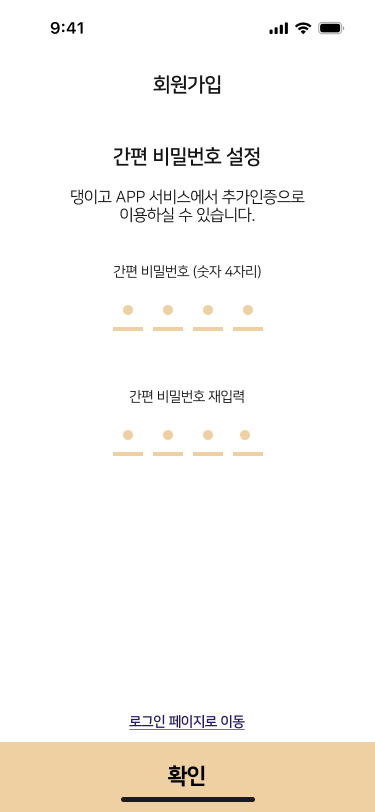 9:41
회원가입
간편 비밀번호 설정
댕이고 APP 서비스에서 추가인증으로
이용하실 수 있습니다.
간편 비밀번호 (숫자 4자리)
간편 비밀번호 재입력
로그인 페이지로 이동
확인